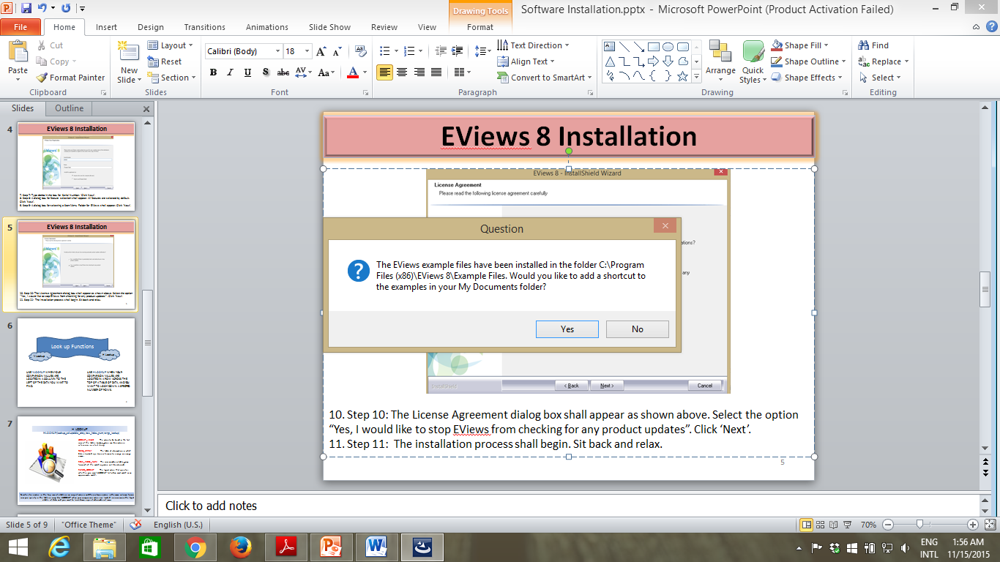 Software Installation.pptx - Microsoft PowerPoint (Product Activation Failed)
Drawing Tools
File Home Insert Design Transitions Animations Slide Show Review View Format
Paste
Cut
Copy
Format Painter
Clipboard
New Slide
Layout
Reset
Section
Slides
Calibri (Body) 18
Font
Text Direction
Align Text
Convert to SmartArt
Paragraph
Arrange
Quick Styles
Shape Fill
Shape Outline
Shape Effects
Drawing
Find
Replace
Select
Editing
Slides Outline
4
EViews 8 Installation
5
EViews 8 Installation
6
Look up Functions
7
H LOOKUP
EViews 8 Installation
EViews 8 - InstallShield Wizard
License Agreement
Please read the following license agreement carefully
ations?
any
Question
The EViews example files have been installed in the folder C:\Program
Files (x86)\EViews 8\Example Files. Would you like to add a shortcut to
the examples in your My Documents folder?
Yes No
InstallShield
< Back Next > Cancel
10. Step 10: The License Agreement dialog box shall appear as shown above. Select the option
“Yes, I would like to stop EViews from checking for any product updates”. Click ‘Next’.
11. Step 11: The installation process shall begin. Sit back and relax.
5
Click to add notes
Slide 5 of 9 "Office Theme" English (U.S.) 70%
ENG 1:56 AM
INTL 11/15/2015